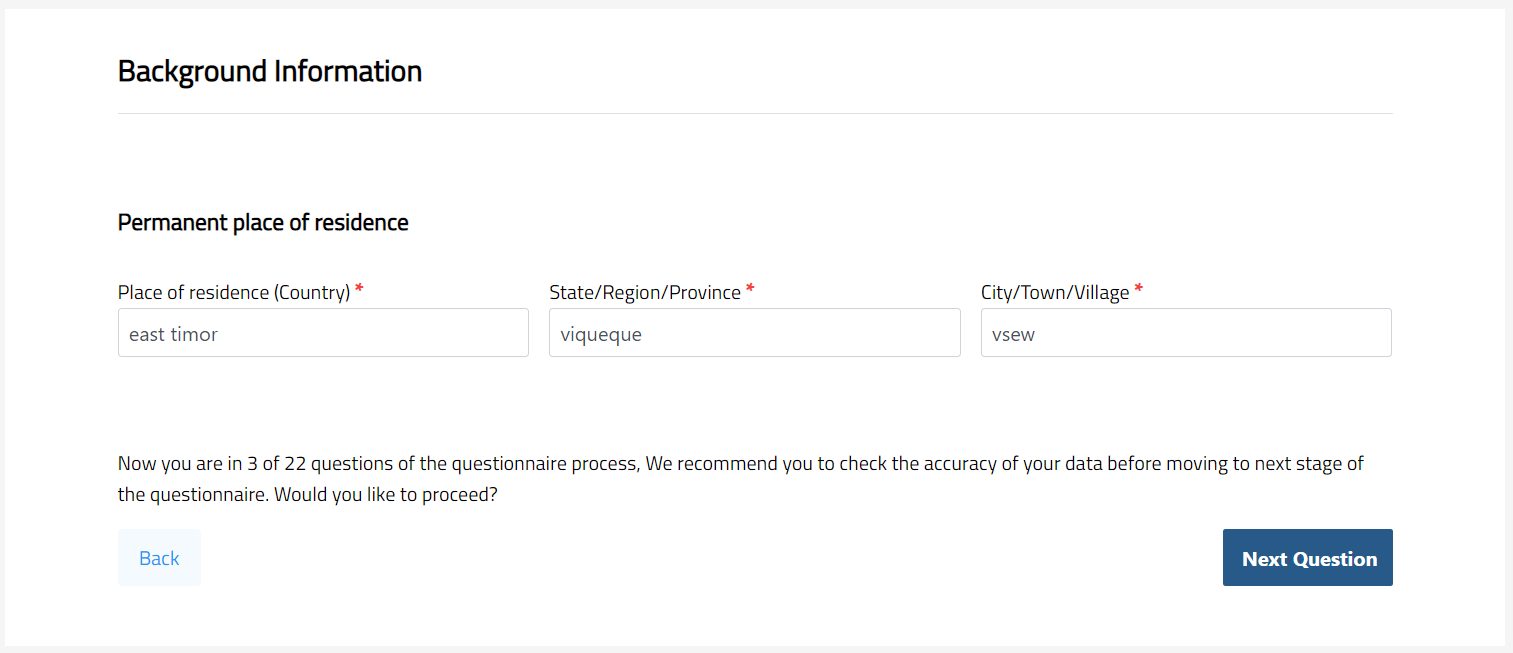 Background Information
Permanent place of residence
Place of residence (Country) *
State/Region/Province *
City/Town/Village *
east timor
viqueque
vsew
Now you are in 3 of 22 questions of the questionnaire process, We recommend you to check the accuracy of your data before moving to next stage of
the questionnaire. Would you like to proceed?
Back
Next Question